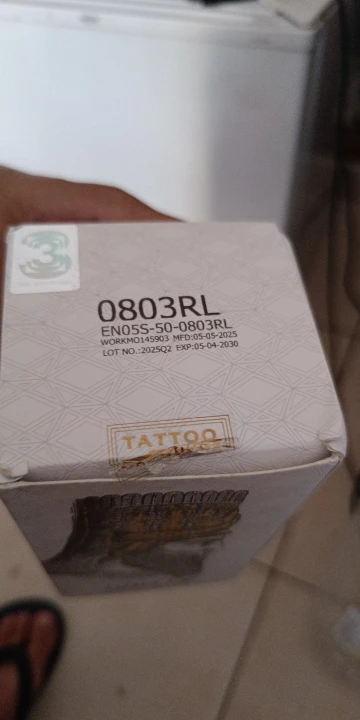 3
0803RL
EN05S-50-0803RL
WORKMO145903 MFD:05-05-2025
LOT NO.:2025Q2 EXP:05-04-2030
TATTOO